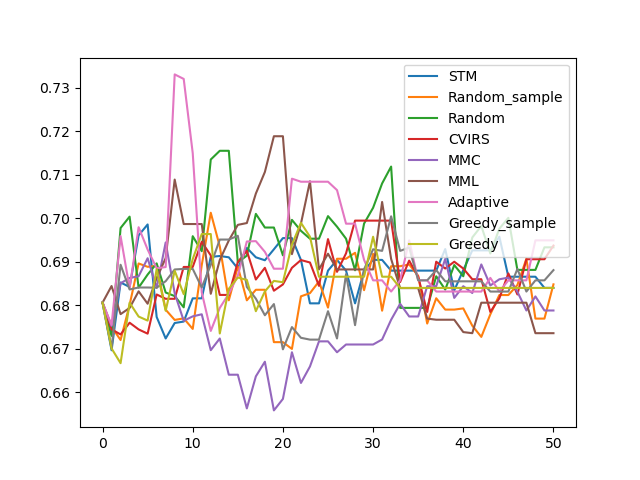 0.73
0.72
0.71
0.70
0.69
0.68
0.67
0.66
0
10
20
30
40
50
STM
Random_sample
Random
CVIRS
MMC
MML
Adaptive
Greedy_sample
Greedy